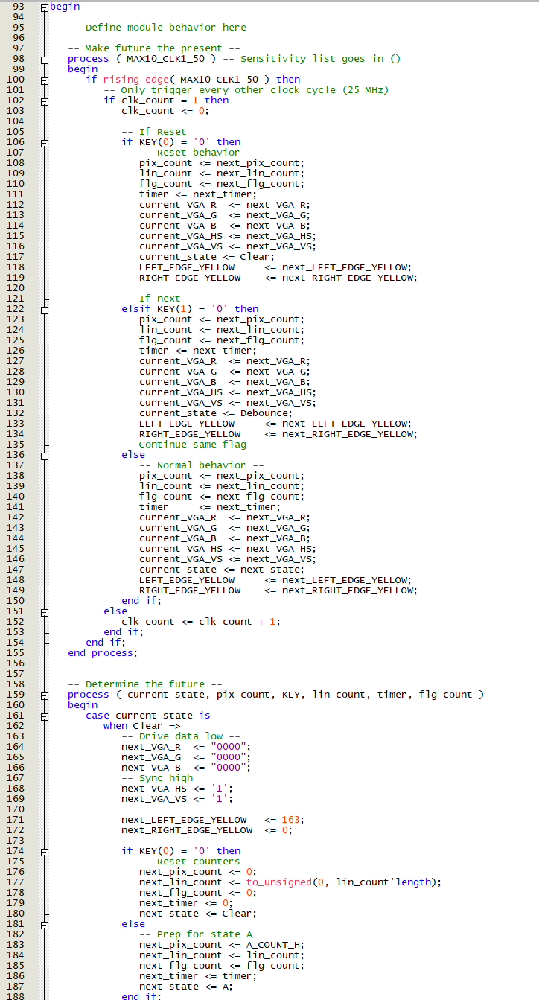 93 begin
94
95 -- Define module behavior here --
96
97 -- Make future the present --
98 process ( MAX10_CLK1_50 ) -- Sensitivity list goes in ()
99 begin
100 if rising_edge( MAX10_CLK1_50 ) then
101 -- Only trigger every other clock cycle (25 MHz)
102 if clk_count = 1 then
103 clk_count <= 0;
104
105 -- If Reset
106 if KEY(0) = '0' then
107 -- Reset behavior --
108 pix_count <= next_pix_count;
109 lin_count <= next_lin_count;
110 flg_count <= next_flg_count;
111 timer <= next_timer;
112 current_VGA_R <= next_VGA_R;
113 current_VGA_G <= next_VGA_G;
114 current_VGA_B <= next_VGA_B;
115 current_VGA_HS <= next_VGA_HS;
116 current_VGA_VS <= next_VGA_VS;
117 current_state <= Clear;
118 LEFT_EDGE_YELLOW <= next_LEFT_EDGE_YELLOW;
119 RIGHT_EDGE_YELLOW <= next_RIGHT_EDGE_YELLOW;
120
121 -- If next
122 elsif KEY(1) = '0' then
123 pix_count <= next_pix_count;
124 lin_count <= next_lin_count;
125 flg_count <= next_flg_count;
126 timer <= next_timer;
127 current_VGA_R <= next_VGA_R;
128 current_VGA_G <= next_VGA_G;
129 current_VGA_B <= next_VGA_B;
130 current_VGA_HS <= next_VGA_HS;
131 current_VGA_VS <= next_VGA_VS;
132 current_state <= Debounce;
133 LEFT_EDGE_YELLOW <= next_LEFT_EDGE_YELLOW;
134 RIGHT_EDGE_YELLOW <= next_RIGHT_EDGE_YELLOW;
135 -- Continue same flag
136 else
137 -- Normal behavior --
138 pix_count <= next_pix_count;
139 lin_count <= next_lin_count;
140 flg_count <= next_flg_count;
141 timer <= next_timer;
142 current_VGA_R <= next_VGA_R;
143 current_VGA_G <= next_VGA_G;
144 current_VGA_B <= next_VGA_B;
145 current_VGA_HS <= next_VGA_HS;
146 current_VGA_VS <= next_VGA_VS;
147 current_state <= next_state;
148 LEFT_EDGE_YELLOW <= next_LEFT_EDGE_YELLOW;
149 RIGHT_EDGE_YELLOW <= next_RIGHT_EDGE_YELLOW;
150 end if;
151 else
152 clk_count <= clk_count + 1;
153 end if;
154 end if;
155 end process;
156
157
158 -- Determine the future --
159 process ( current_state, pix_count, KEY, lin_count, timer, flg_count )
160 begin
161 case current_state is
162 when Clear =>
163 -- Drive data low --
164 next_VGA_R <= "0000";
165 next_VGA_G <= "0000";
166 next_VGA_B <= "0000";
167 -- Sync high
168 next_VGA_HS <= '1';
169 next_VGA_VS <= '1';
170
171 next_LEFT_EDGE_YELLOW <= 163;
172 next_RIGHT_EDGE_YELLOW <= 0;
173
174 if KEY(0) = '0' then
175 -- Reset counters
176 next_pix_count <= 0;
177 next_lin_count <= to_unsigned(0, lin_count'length);
178 next_flg_count <= 0;
179 next_timer <= 0;
180 next_state <= Clear;
181 else
182 -- Prep for state A
183 next_pix_count <= A_COUNT_H;
184 next_lin_count <= lin_count;
185 next_flg_count <= flg_count;
186 next_timer <= timer;
187 next_state <= A;
188 end if;